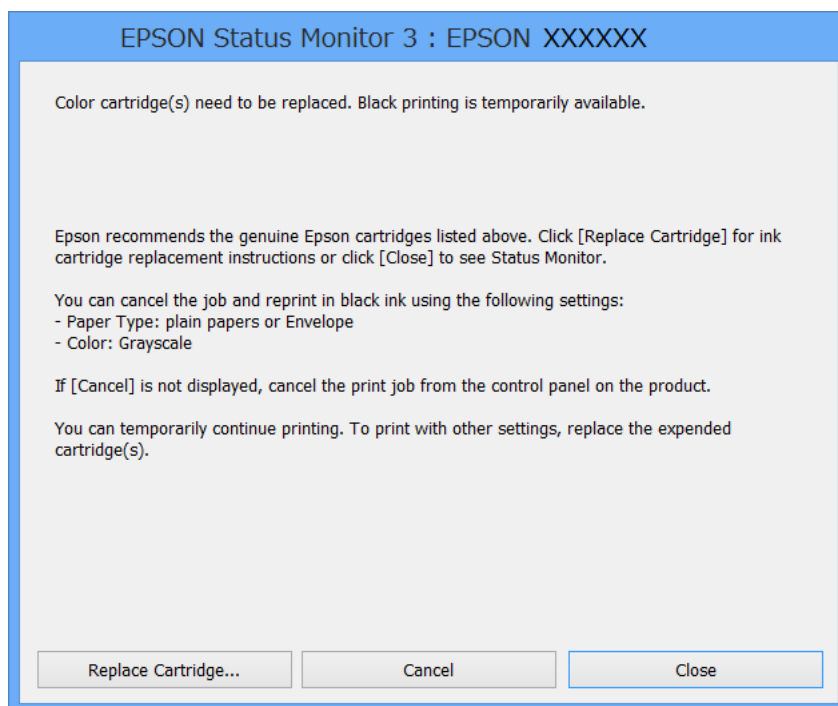 EPSON Status Monitor 3 : EPSON XXXXXX
Color cartridge(s) need to be replaced. Black printing is temporarily available.
Epson recommends the genuine Epson cartridges listed above. Click [Replace Cartridge] for ink
cartridge replacement instructions or click [Close] to see Status Monitor.
You can cancel the job and reprint in black ink using the following settings:
- Paper Type: plain papers or Envelope
- Color: Grayscale
If [Cancel] is not displayed, cancel the print job from the control panel on the product.
You can temporarily continue printing. To print with other settings, replace the expended
cartridge(s).
Replace Cartridge... Cancel Close